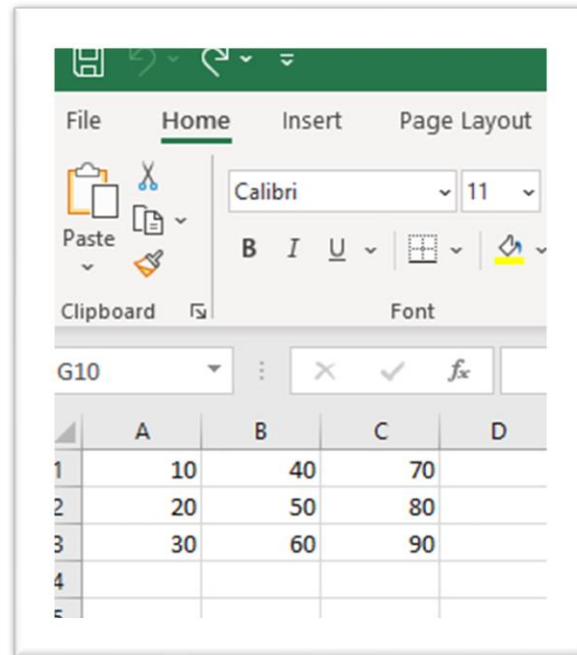 File Home Insert Page Layout
Calibri 11
Paste
B I U
Clipboard Font
G10 fx
A B C D
1 10 40 70
2 20 50 80
3 30 60 90
4
5